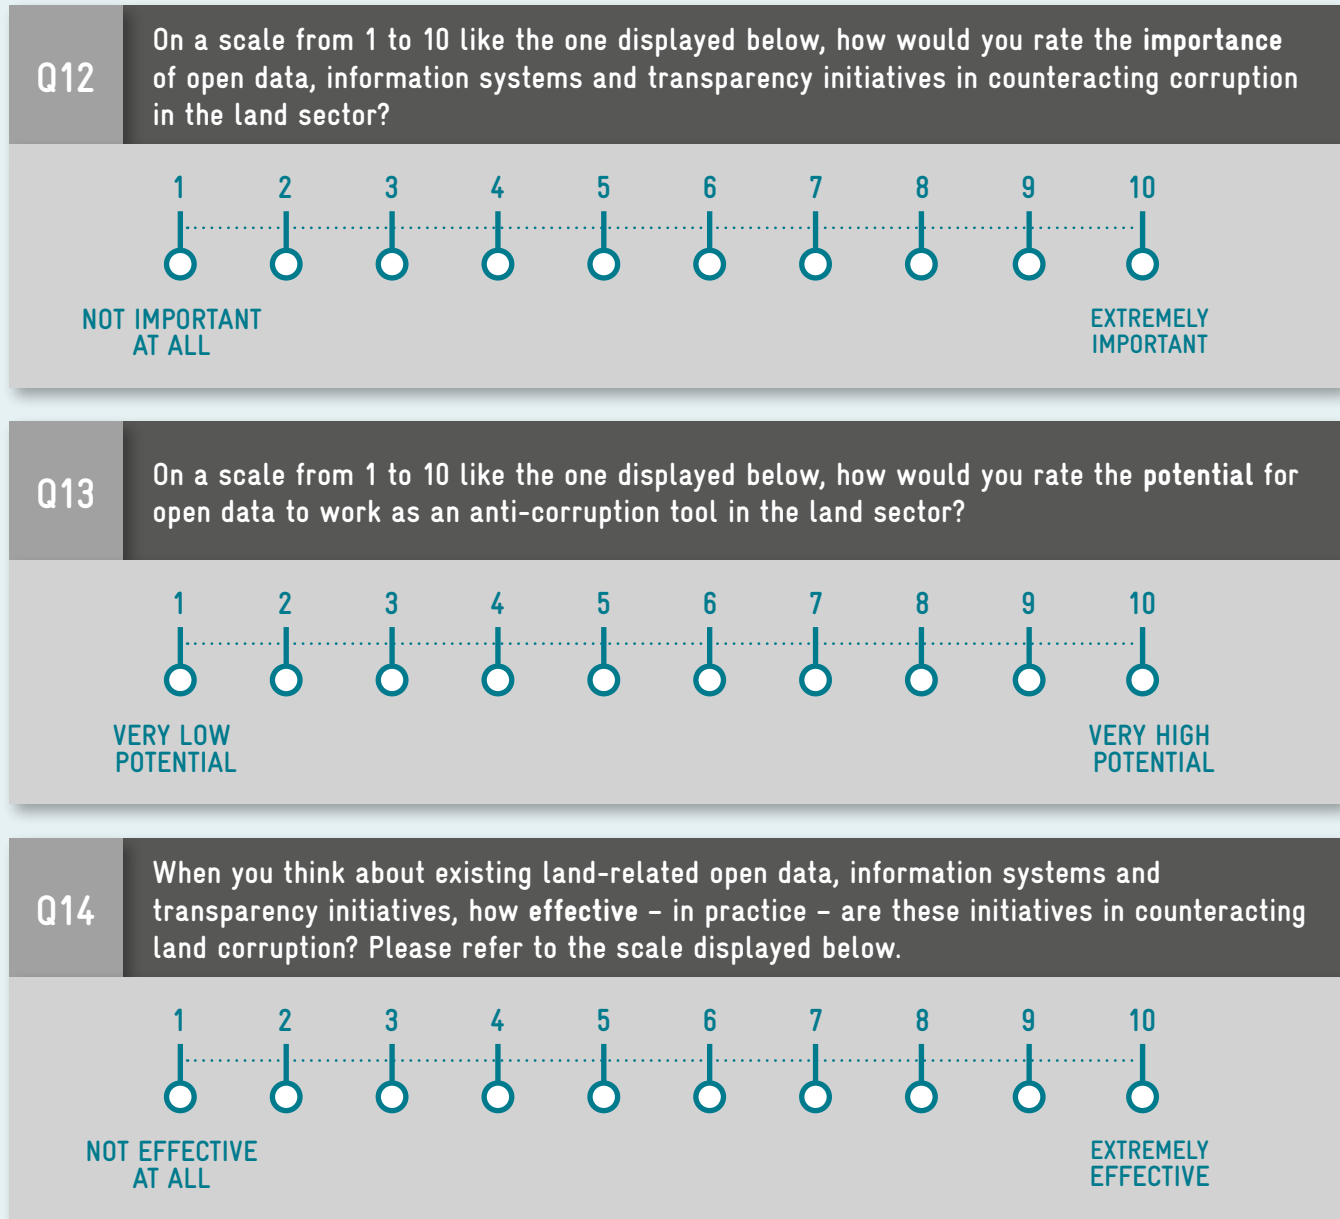 Q12
On a scale from 1 to 10 like the one displayed below, how would you rate the importance
of open data, information systems and transparency initiatives in counteracting corruption
in the land sector?
1 2 3 4 5 6 7 8 9 10
NOT IMPORTANT
AT ALL
EXTREMELY
IMPORTANT
Q13
On a scale from 1 to 10 like the one displayed below, how would you rate the potential for
open data to work as an anti-corruption tool in the land sector?
1 2 3 4 5 6 7 8 9 10
VERY LOW
POTENTIAL
VERY HIGH
POTENTIAL
Q14
When you think about existing land-related open data, information systems and
transparency initiatives, how effective – in practice – are these initiatives in counteracting
land corruption? Please refer to the scale displayed below.
1 2 3 4 5 6 7 8 9 10
NOT EFFECTIVE
AT ALL
EXTREMELY
EFFECTIVE